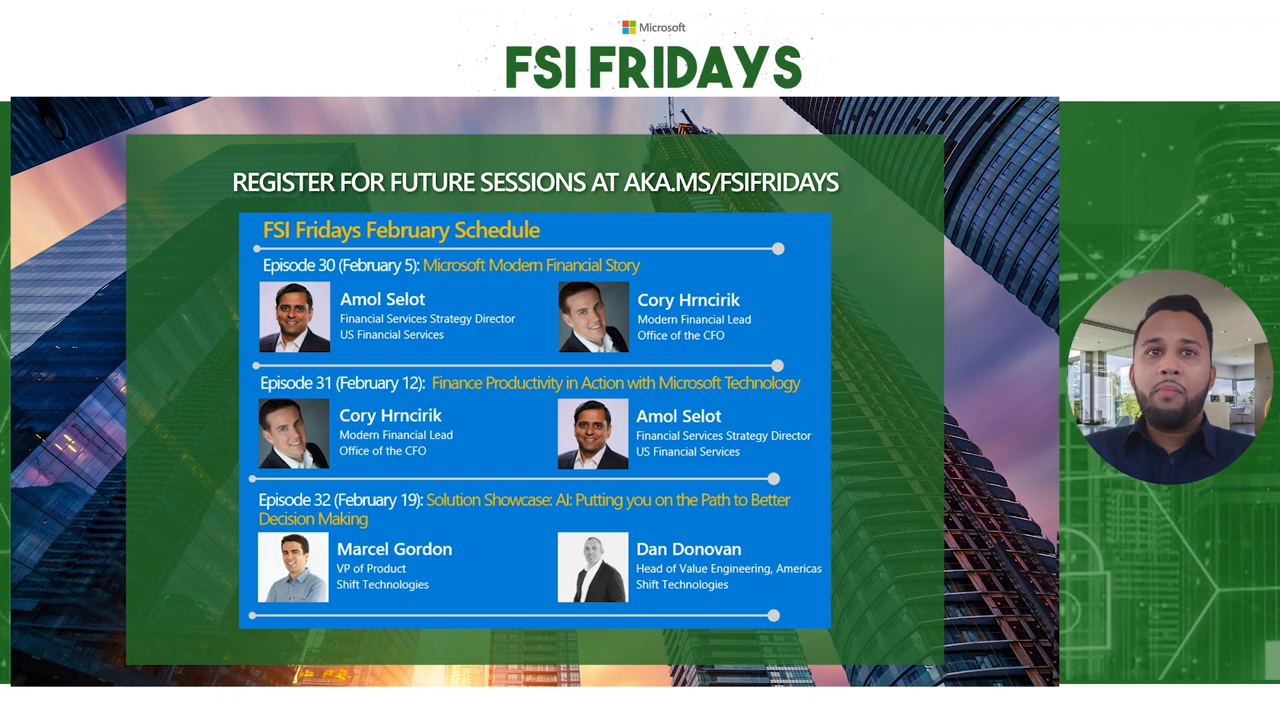 Microsoft
FSI FRIDAYS
REGISTER FOR FUTURE SESSIONS AT AKA.MS/FSIFRIDAYS
FSI Fridays February Schedule
Episode 30 (February 5): Microsoft Modern Financial Story
Amol Selot
Financial Services Strategy Director
US Financial Services
Cory Hrncirik
Modern Financial Lead
Office of the CFO
Episode 31 (February 12): Finance Productivity in Action with Microsoft Technology
Cory Hrncirik
Modern Financial Lead
Office of the CFO
Amol Selot
Financial Services Strategy Director
US Financial Services
Episode 32 (February 19): Solution Showcase: AI: Putting you on the Path to Better
Decision Making
Marcel Gordon
VP of Product
Shift Technologies
Dan Donovan
Head of Value Engineering, Americas
Shift Technologies